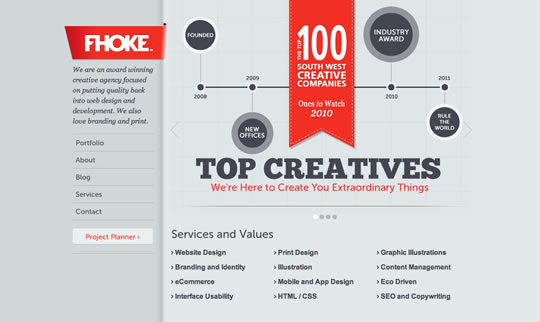 FHOKE™
We are an award winning
creative agency focused
on putting quality back
into web design and
development. We also
love branding and print.
Portfolio
About
Blog
Services
Contact
Project Planner ›
FOUNDED
2008
2009
NEW
OFFICES
THE TOP
100
SOUTH WEST
CREATIVE
COMPANIES
Ones to Watch
2010
INDUSTRY
AWARD
2010
2011
RULE
THE
WORLD
TOP CREATIVES
We're Here to Create You Extraordinary Things
Services and Values
› Website Design
› Branding and Identity
› eCommerce
› Interface Usability
› Print Design
› Illustration
› Mobile and App Design
› HTML / CSS
› Graphic Illustrations
› Content Management
› Eco Driven
› SEO and Copywriting